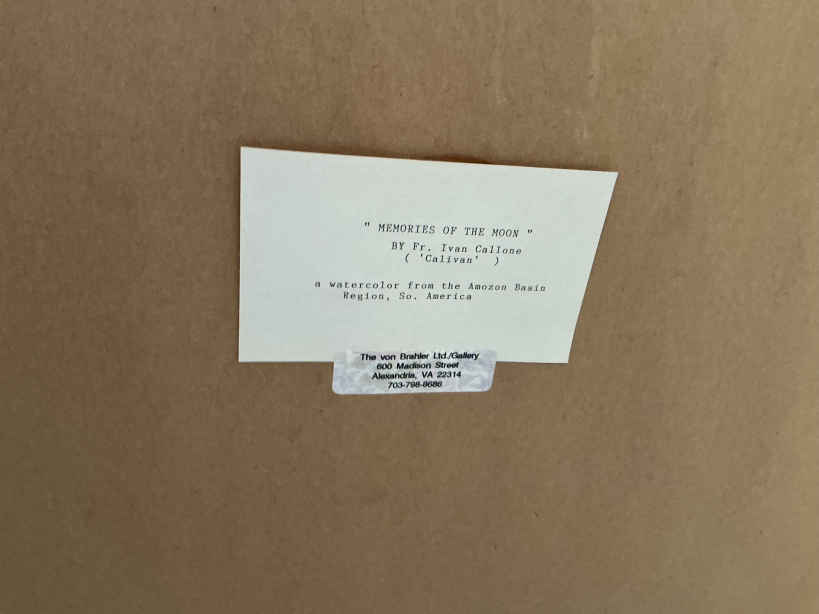 " MEMORIES OF THE MOON "
BY Fr. Ivan Callone
( 'Calivan' )
a watercolor from the Amozon Basin
Region, So. America
The von Brahler Ltd./Gallery
600 Madison Street
Alexandria, VA 22314
703-798-8686